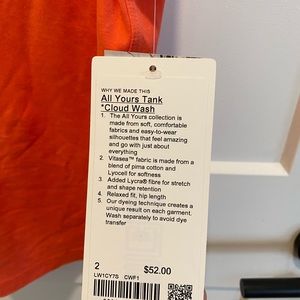 WHY WE MADE THIS
All Yours Tank
*Cloud Wash
1. The All Yours collection is
made from soft, comfortable
fabrics and easy-to-wear
silhouettes that feel amazing
and go with just about
everything
2. Vitasea™ fabric is made from a
blend of pima cotton and
Lyocell for softness
3. Added Lycra® fibre for stretch
and shape retention
4. Relaxed fit, hip length
5. Our dyeing technique creates a
unique result on each garment.
Wash separately to avoid dye
transfer
2 $52.00
LW1CY7S CWF1